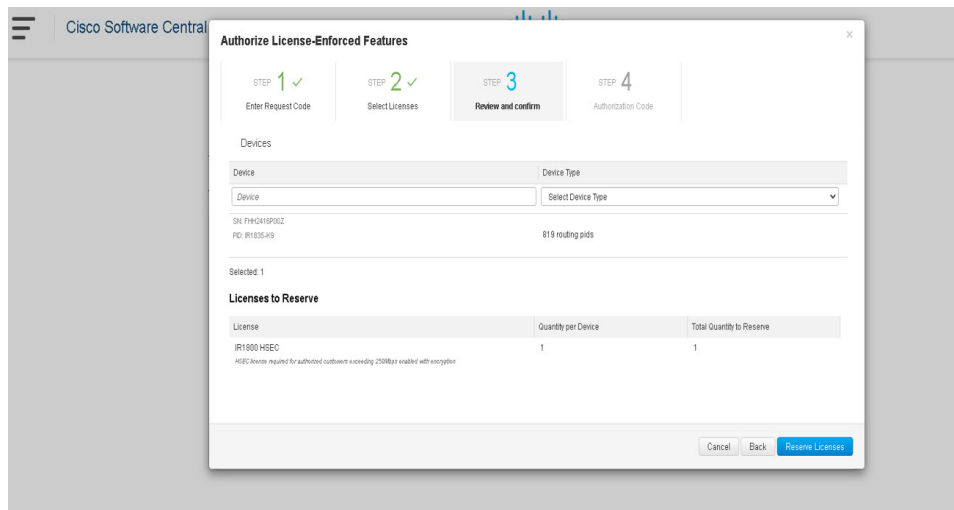 Cisco Software Central
Authorize License-Enforced Features
x
STEP 1 ✓
Enter Request Code
STEP 2 ✓
Select Licenses
STEP 3
Review and confirm
STEP 4
Authorization Code
Devices
Device Device Type
Device Select Device Type
SN: FHH2416P00Z
PID: IR1835-K9
819 routing pids
Selected: 1
Licenses to Reserve
License Quantity per Device Total Quantity to Reserve
IR1800 HSEC 1 1
HSEC license required for authorized customers exceeding 250Mbps enabled with encryption
Cancel Back Reserve Licenses